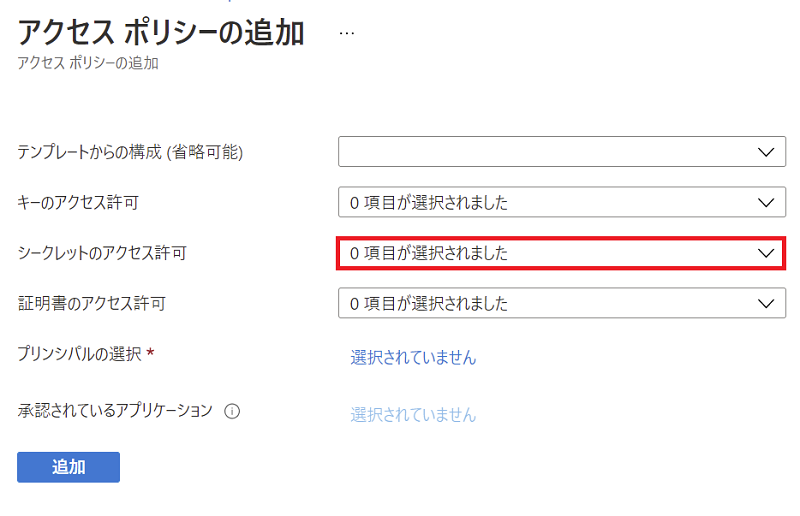 アクセス ポリシーの追加 …
アクセス ポリシーの追加
テンプレートからの構成 (省略可能)
キーのアクセス許可 0 項目が選択されました
シークレットのアクセス許可 0 項目が選択されました
証明書のアクセス許可 0 項目が選択されました
プリンシパルの選択 * 選択されていません
承認されているアプリケーション 選択されていません
追加